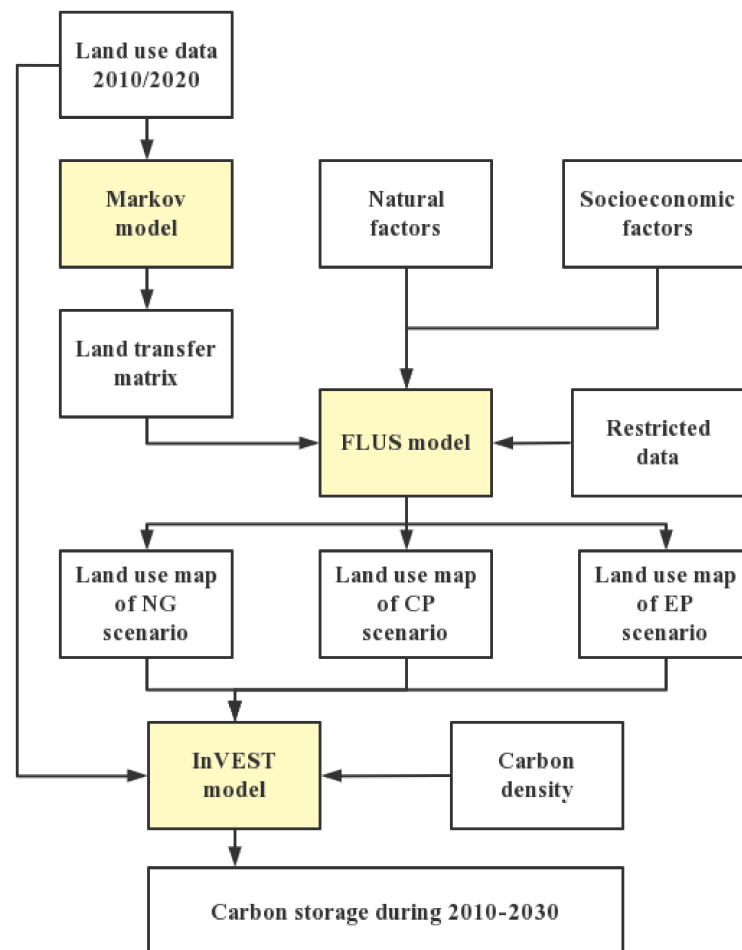 Land use data
2010/2020
Markov
model
Natural
factors
Socioeconomic
factors
Land transfer
matrix
FLUS model
Restricted
data
Land use map
of NG
scenario
Land use map
of CP
scenario
Land use map
of EP
scenario
InVEST
model
Carbon
density
Carbon storage during 2010-2030